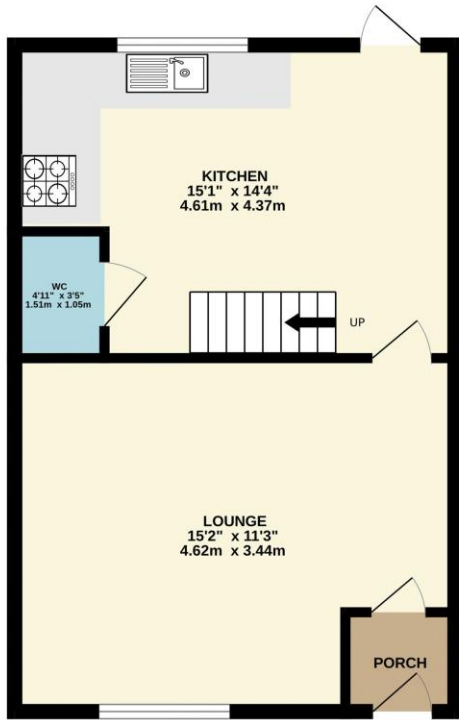 KITCHEN
15'1" x 14'4"
4.61m x 4.37m
WC
4'11" x 3'5"
1.51m x 1.05m
UP
LOUNGE
15'2" x 11'3"
4.62m x 3.44m
PORCH